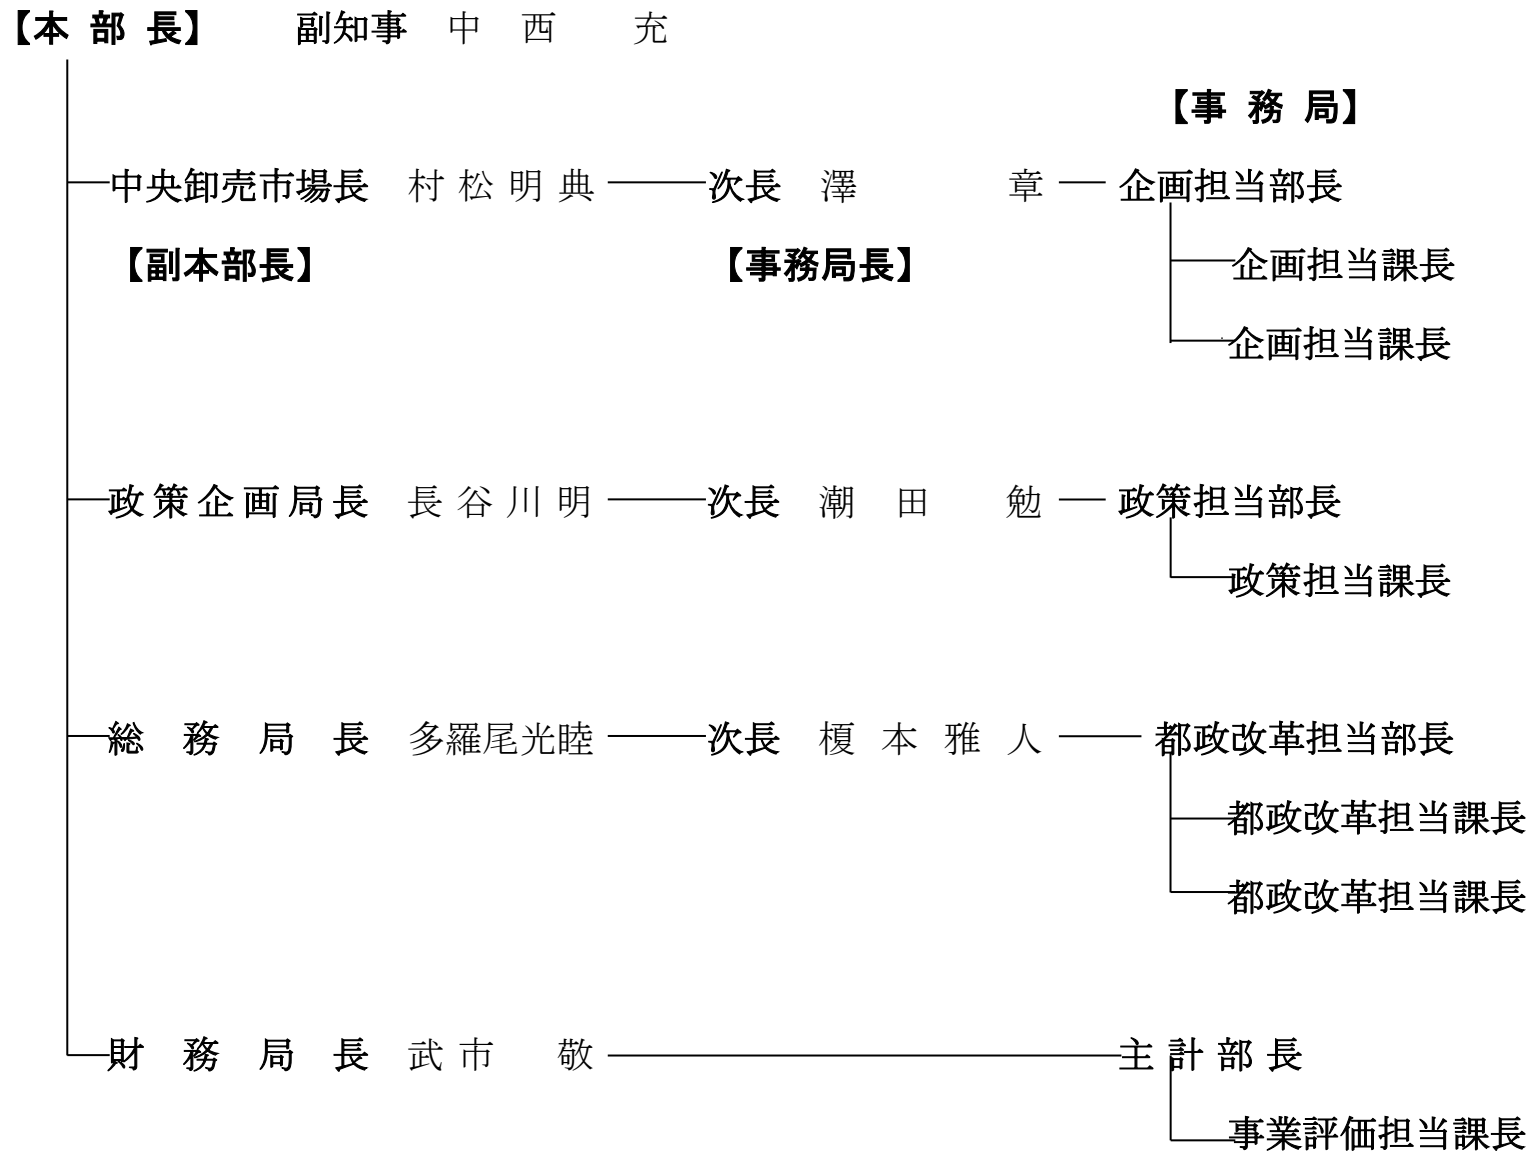 【本 部 長】 副知事 中 西 充
【事 務 局】
中央卸売市場長 村 松 明 典 次長 澤 章 企画担当部長
【副本部長】 【事務局長】 企画担当課長
企画担当課長
政 策 企 画 局 長 長 谷 川 明 次長 潮 田 勉 政策担当部長
政策担当課長
総 務 局 長 多羅尾光睦 次長 榎 本 雅 人 都政改革担当部長
都政改革担当課長
都政改革担当課長
財 務 局 長 武 市 敬 主 計 部 長
事業評価担当課長